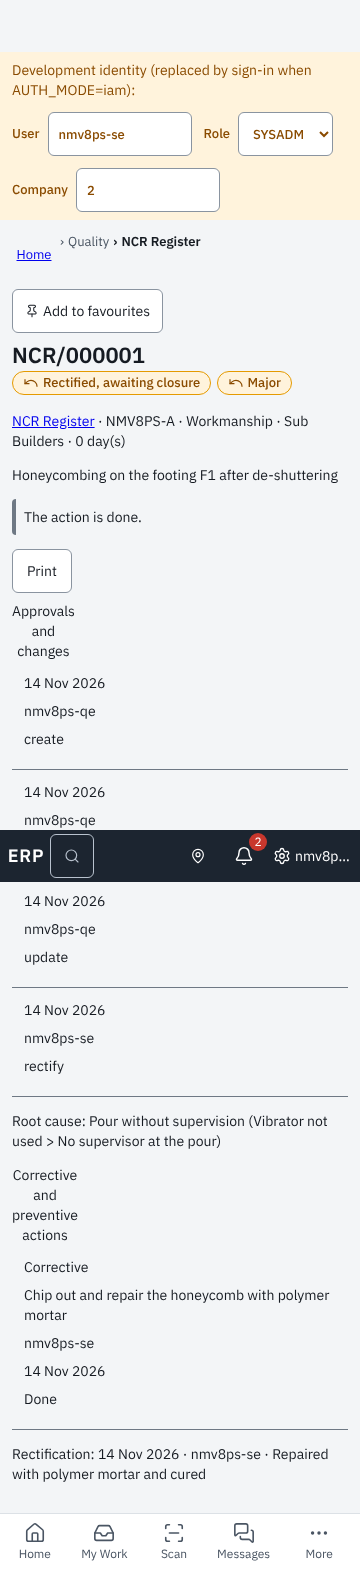 Development identity (replaced by sign-in when
AUTH_MODE=iam):
User nmv8ps-se Role SYSADM
Company 2
Home › Quality › NCR Register
Add to favourites
NCR/000001
Rectified, awaiting closure Major
NCR Register · NMV8PS-A · Workmanship · Sub
Builders · 0 day(s)
Honeycombing on the footing F1 after de-shuttering
The action is done.
Print
Approvals
and
changes
14 Nov 2026
nmv8ps-qe
create
14 Nov 2026
nmv8ps-qe
ERP 2 nmv8p...
14 Nov 2026
nmv8ps-qe
update
14 Nov 2026
nmv8ps-se
rectify
Root cause: Pour without supervision (Vibrator not
used > No supervisor at the pour)
Corrective
and
preventive
actions
Corrective
Chip out and repair the honeycomb with polymer
mortar
nmv8ps-se
14 Nov 2026
Done
Rectification: 14 Nov 2026 · nmv8ps-se · Repaired
with polymer mortar and cured
Home My Work Scan Messages More